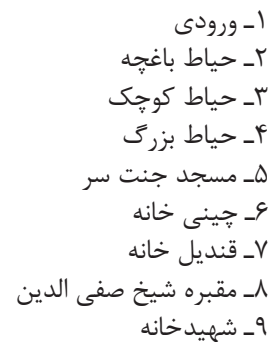 ۱ـ ورودی
۲ـ حیاط باغچه
۳ـ حیاط کوچک
۴ـ حیاط بزرگ
۵ـ مسجد جنت سر
۶ـ چینی خانه
۷ـ قندیل خانه
۸ـ مقبره شیخ صفی الدین
۹ـ شهیدخانه